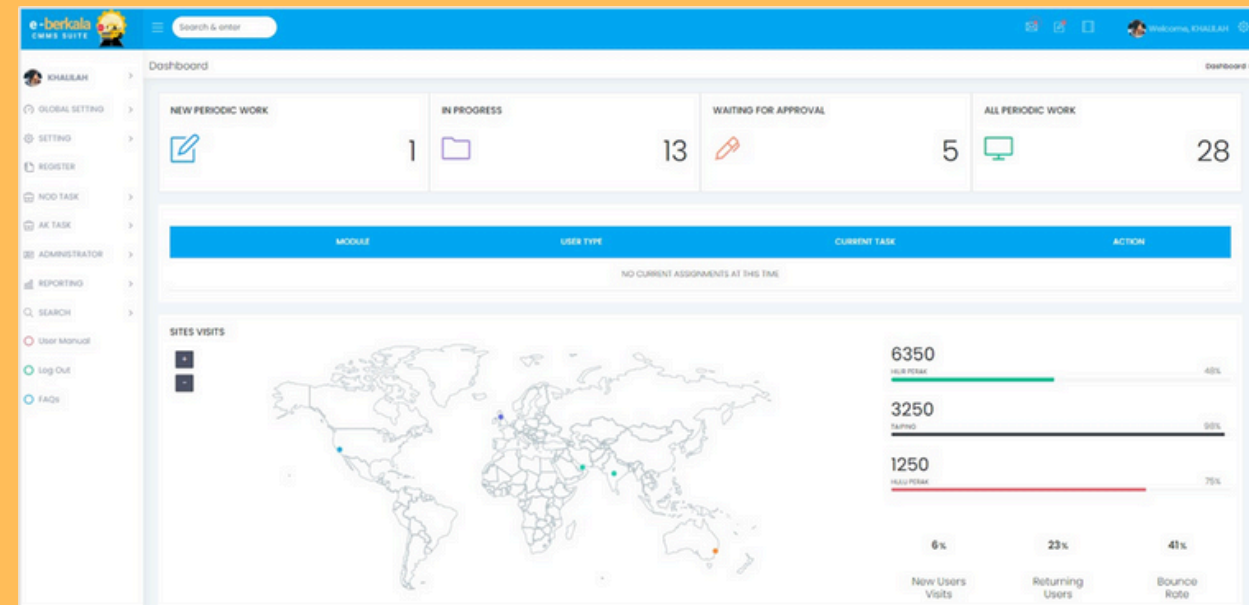 e-berkala
CMMS SUITE
Search & enter
Welcome, KHALILAH
KHALILAH
Dashboard
Dashboard
GLOBAL SETTING
SETTING
REGISTER
NOD TASK
AK TASK
ADMINISTRATOR
REPORTING
SEARCH
User Manual
Log Out
FAQs
NEW PERIODIC WORK
1
IN PROGRESS
13
WAITING FOR APPROVAL
5
ALL PERIODIC WORK
28
MODULE USER TYPE CURRENT TASK ACTION
NO CURRENT ASSIGNMENTS AT THIS TIME
SITES VISITS
+
-
6350
HILIR PERAK 48%
3250
TAIPING 98%
1250
HULU PERAK 75%
6% 23% 41%
New Users Returning Bounce
Visits Users Rate